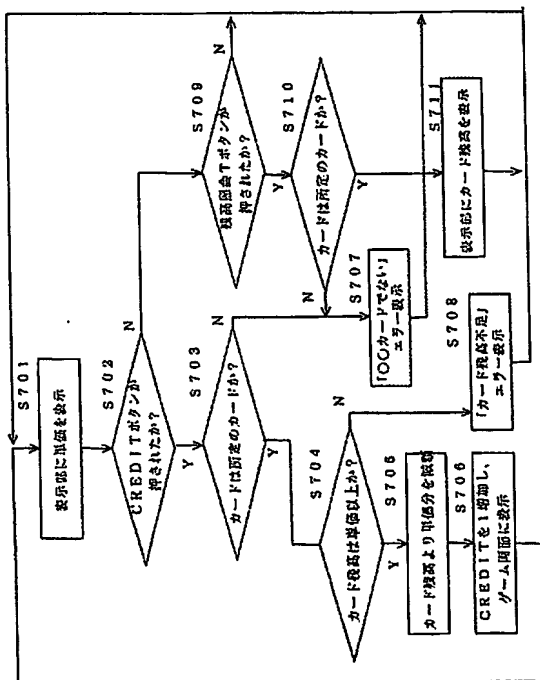 S701
表示部に単価を表示
S702
CREDITボタンが
押されたか?
N
Y
S703
カードは所定のカードか?
N
Y
S704
カード残高は単価以上か?
N
Y
S705
カード残高より単価分を減額
S706
CREDITを1増加し、
ゲーム画面に表示
S707
「○○カードでない」
エラー表示
S708
「カード残高不足」
エラー表示
S709
残高照会Tボタンが
押されたか?
N
Y
S710
カードは所定のカードか?
N
Y
S711
表示部にカード残高を表示